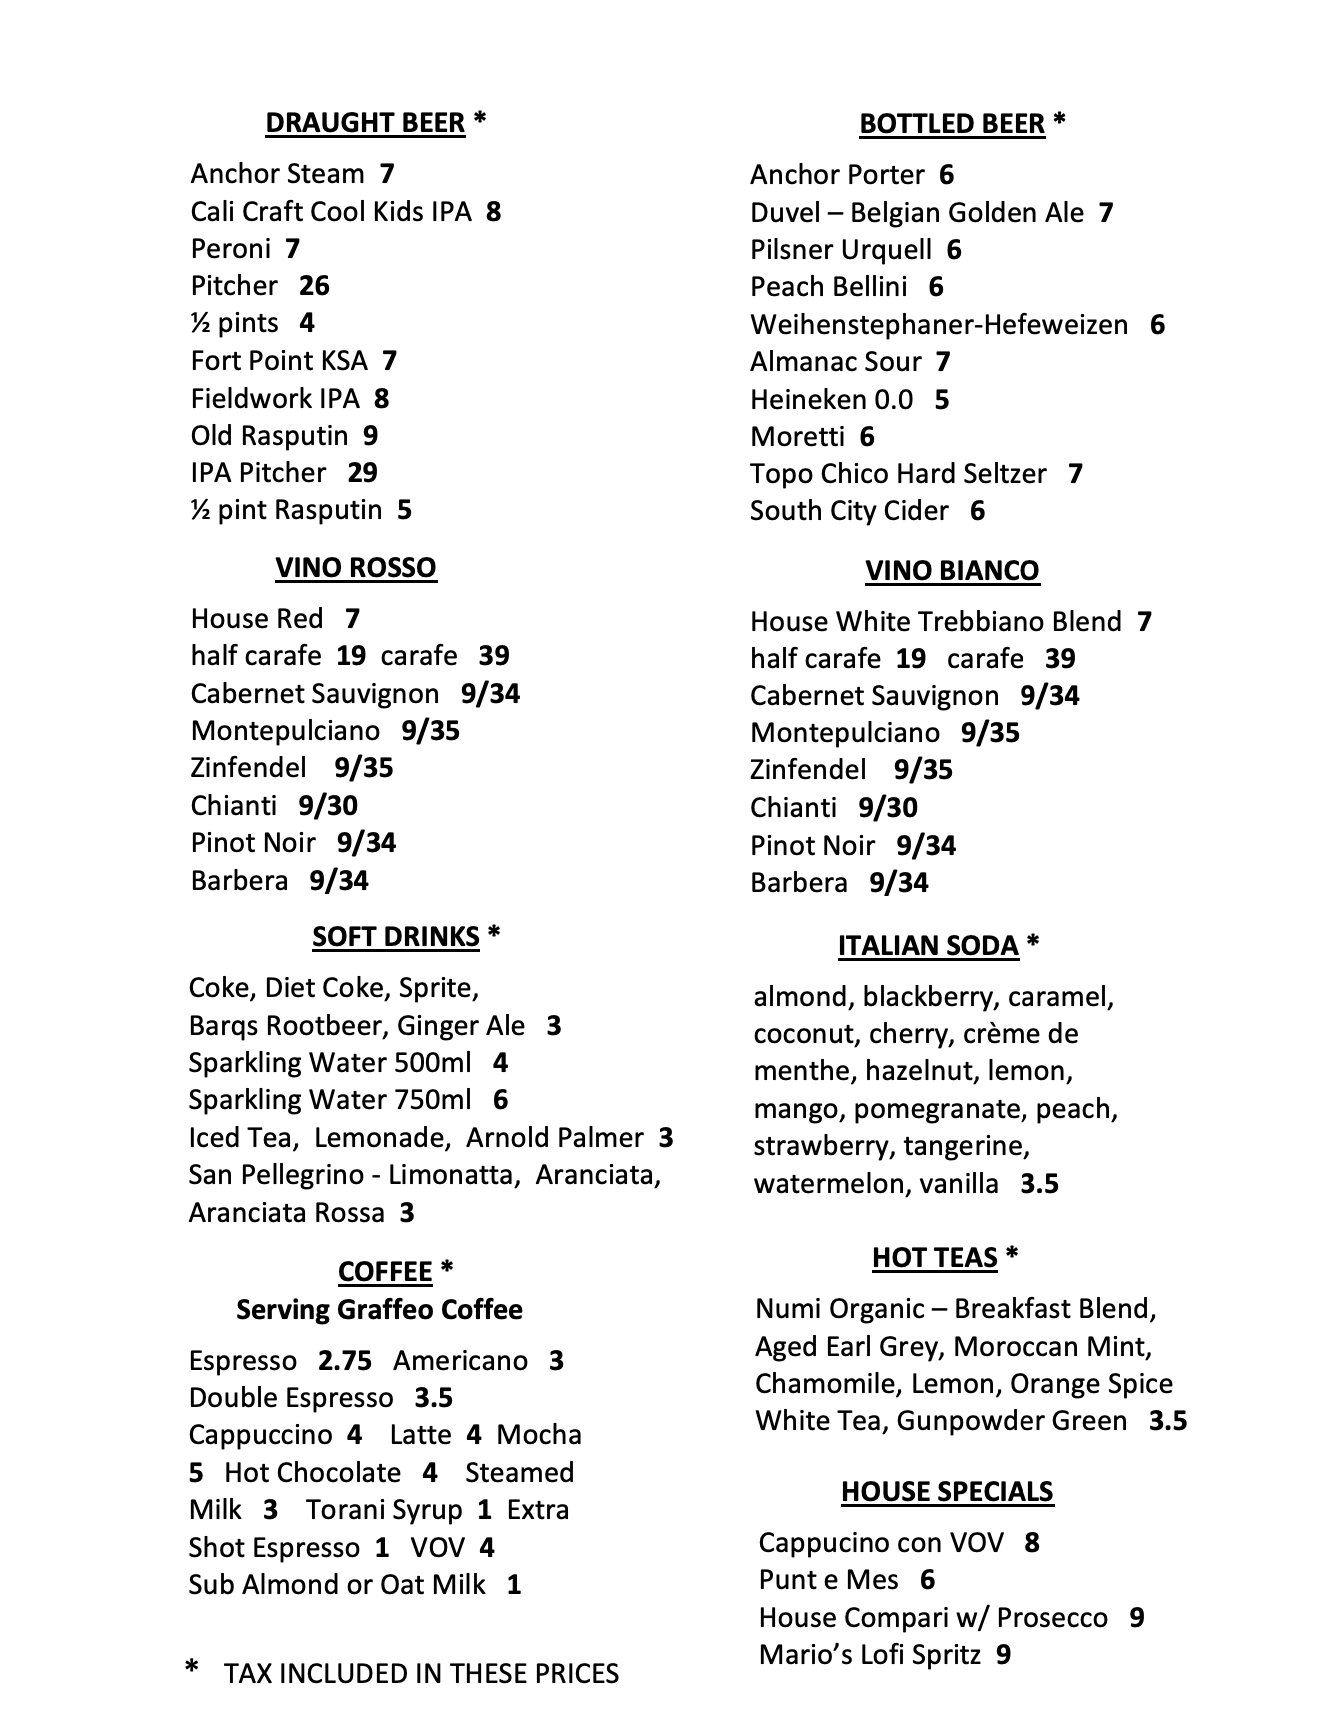 DRAUGHT BEER *
Anchor Steam 7
Cali Craft Cool Kids IPA 8
Peroni 7
Pitcher 26
½ pints 4
Fort Point KSA 7
Fieldwork IPA 8
Old Rasputin 9
IPA Pitcher 29
½ pint Rasputin 5
VINO ROSSO
House Red 7
half carafe 19 carafe 39
Cabernet Sauvignon 9/34
Montepulciano 9/35
Zinfendel 9/35
Chianti 9/30
Pinot Noir 9/34
Barbera 9/34
SOFT DRINKS *
Coke, Diet Coke, Sprite,
Barqs Rootbeer, Ginger Ale 3
Sparkling Water 500ml 4
Sparkling Water 750ml 6
Iced Tea, Lemonade, Arnold Palmer 3
San Pellegrino - Limonatta, Aranciata,
Aranciata Rossa 3
COFFEE *
Serving Graffeo Coffee
Espresso 2.75 Americano 3
Double Espresso 3.5
Cappuccino 4 Latte 4 Mocha
5 Hot Chocolate 4 Steamed
Milk 3 Torani Syrup 1 Extra
Shot Espresso 1 VOV 4
Sub Almond or Oat Milk 1
* TAX INCLUDED IN THESE PRICES
BOTTLED BEER *
Anchor Porter 6
Duvel – Belgian Golden Ale 7
Pilsner Urquell 6
Peach Bellini 6
Weihenstephaner-Hefeweizen 6
Almanac Sour 7
Heineken 0.0 5
Moretti 6
Topo Chico Hard Seltzer 7
South City Cider 6
VINO BIANCO
House White Trebbiano Blend 7
half carafe 19 carafe 39
Cabernet Sauvignon 9/34
Montepulciano 9/35
Zinfendel 9/35
Chianti 9/30
Pinot Noir 9/34
Barbera 9/34
ITALIAN SODA *
almond, blackberry, caramel,
coconut, cherry, crème de
menthe, hazelnut, lemon,
mango, pomegranate, peach,
strawberry, tangerine,
watermelon, vanilla 3.5
HOT TEAS *
Numi Organic – Breakfast Blend,
Aged Earl Grey, Moroccan Mint,
Chamomile, Lemon, Orange Spice
White Tea, Gunpowder Green 3.5
HOUSE SPECIALS
Cappucino con VOV 8
Punt e Mes 6
House Compari w/ Prosecco 9
Mario’s Lofi Spritz 9